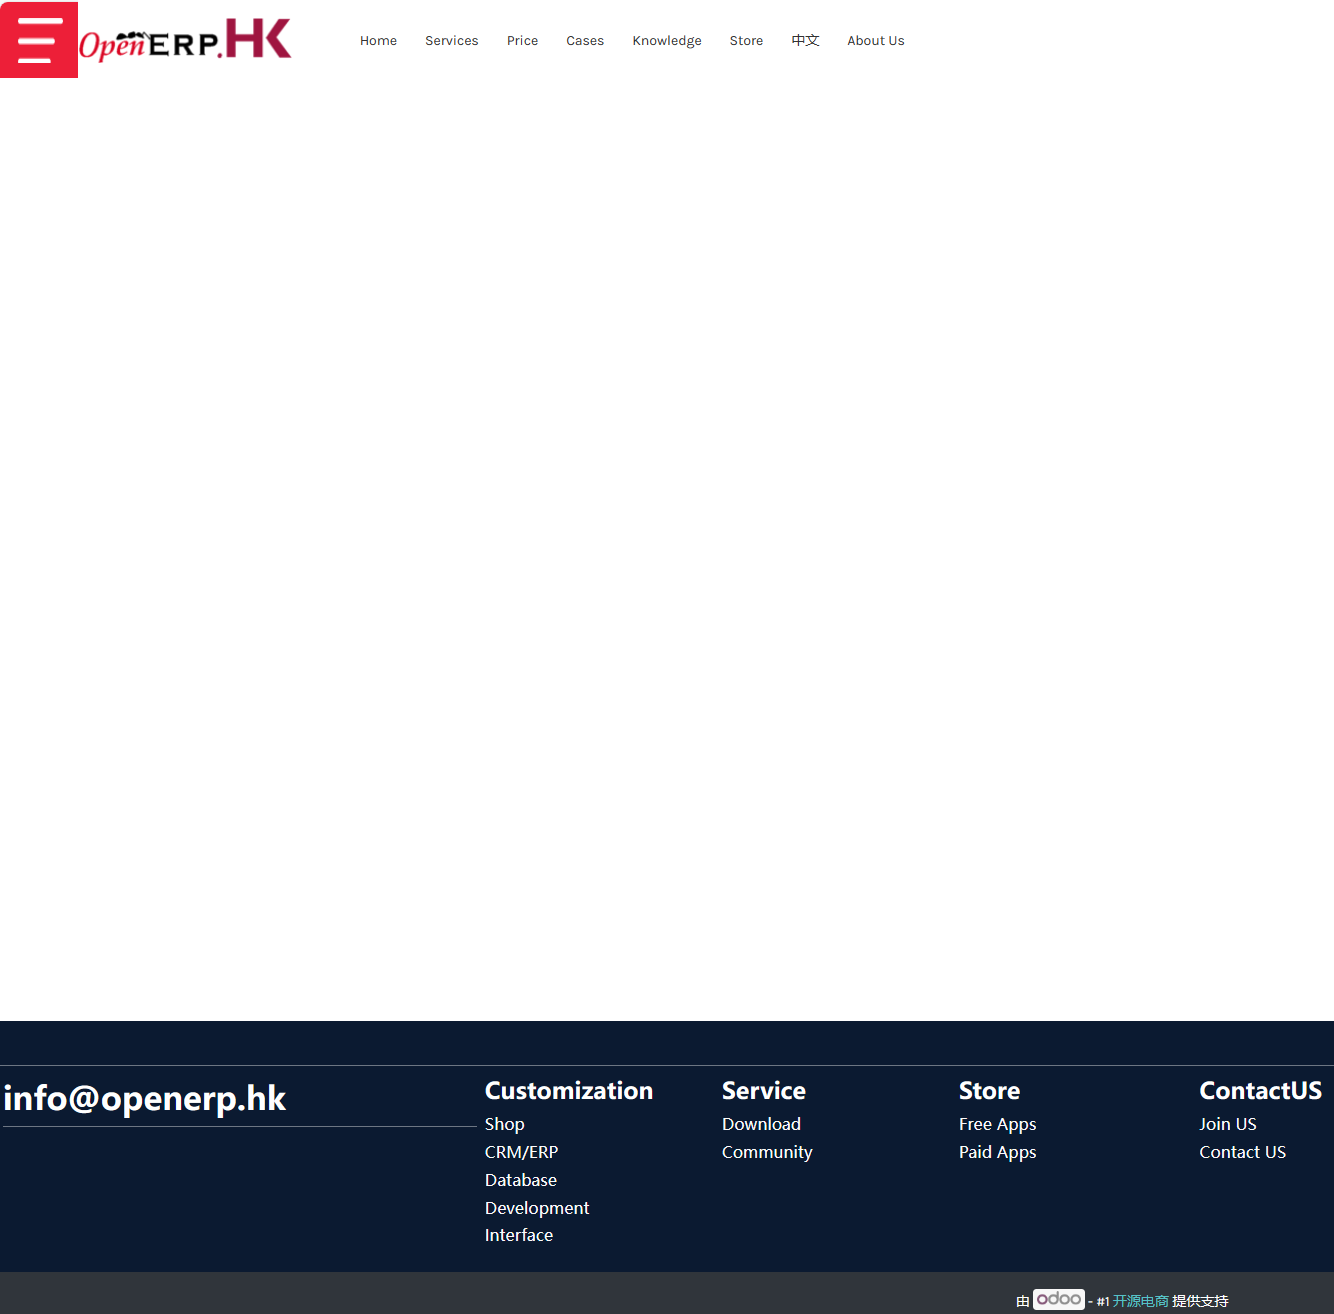 OpenERP.HK
Home Services Price Cases Knowledge Store 中文 About Us
info@openerp.hk
Customization
Shop
CRM/ERP
Database
Development
Interface
Service
Download
Community
Store
Free Apps
Paid Apps
ContactUS
Join US
Contact US
由 odoo - #1 开源电商 提供支持